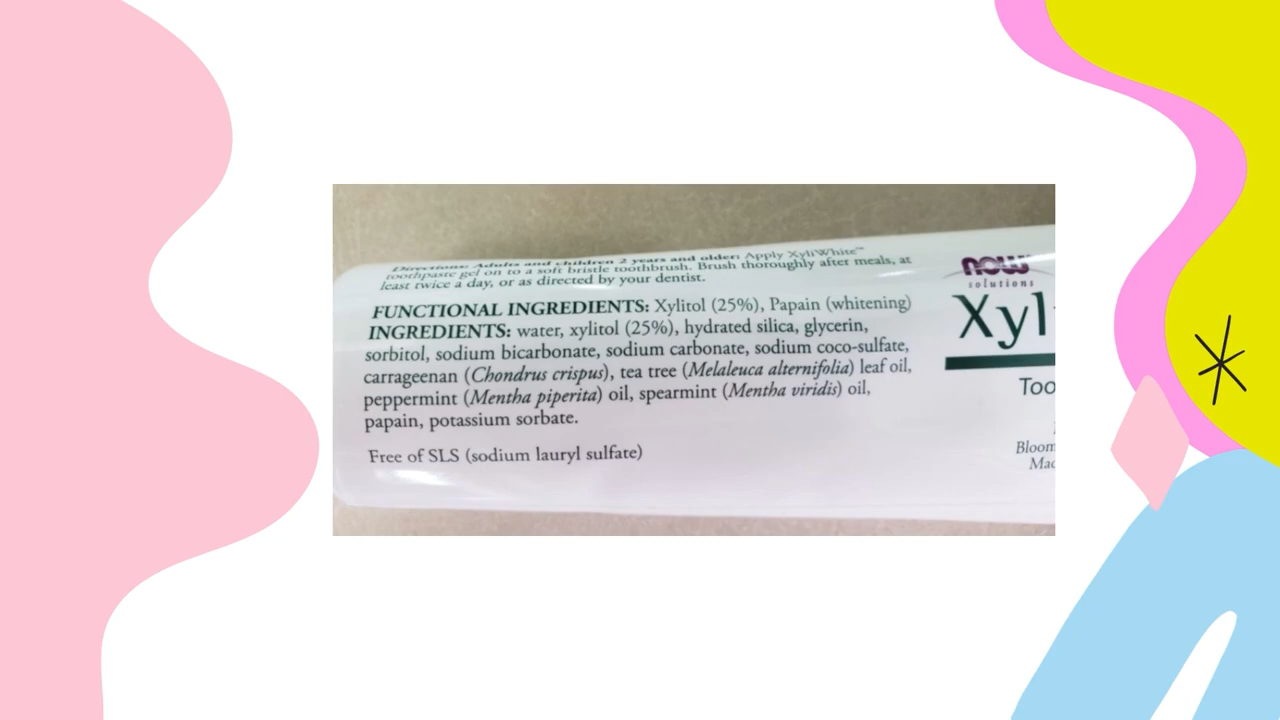 Directions: Adults and children 2 years and older: Apply XyliWhite™
toothpaste gel on to a soft bristle toothbrush. Brush thoroughly after meals, at
least twice a day, or as directed by your dentist.
FUNCTIONAL INGREDIENTS: Xylitol (25%), Papain (whitening)
INGREDIENTS: water, xylitol (25%), hydrated silica, glycerin,
sorbitol, sodium bicarbonate, sodium carbonate, sodium coco-sulfate,
carrageenan (Chondrus crispus), tea tree (Melaleuca alternifolia) leaf oil,
peppermint (Mentha piperita) oil, spearmint (Mentha viridis) oil,
papain, potassium sorbate.
Free of SLS (sodium lauryl sulfate)
now
solutions
Xyl
Too
Bloom
Mac